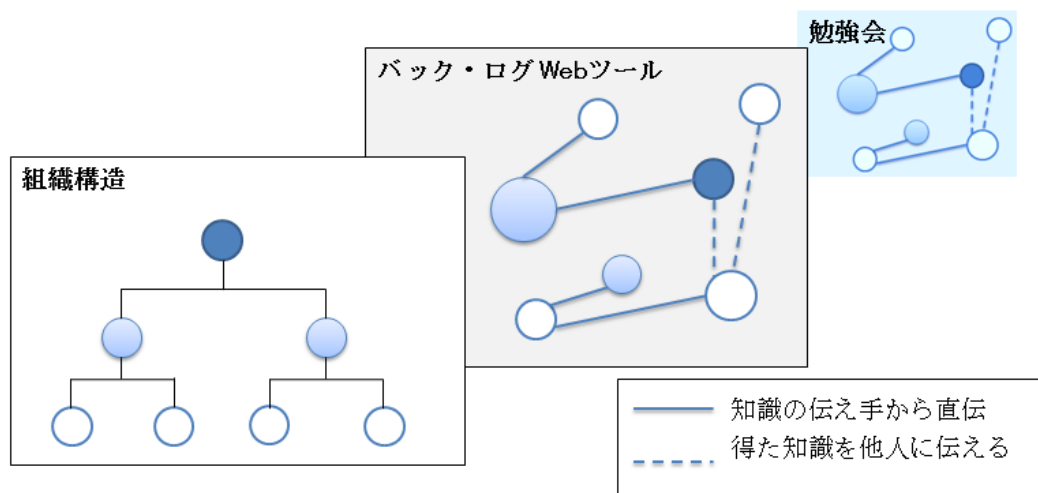 勉強会
バック・ログWebツール
組織構造
知識の伝え手から直伝
得た知識を他人に伝える